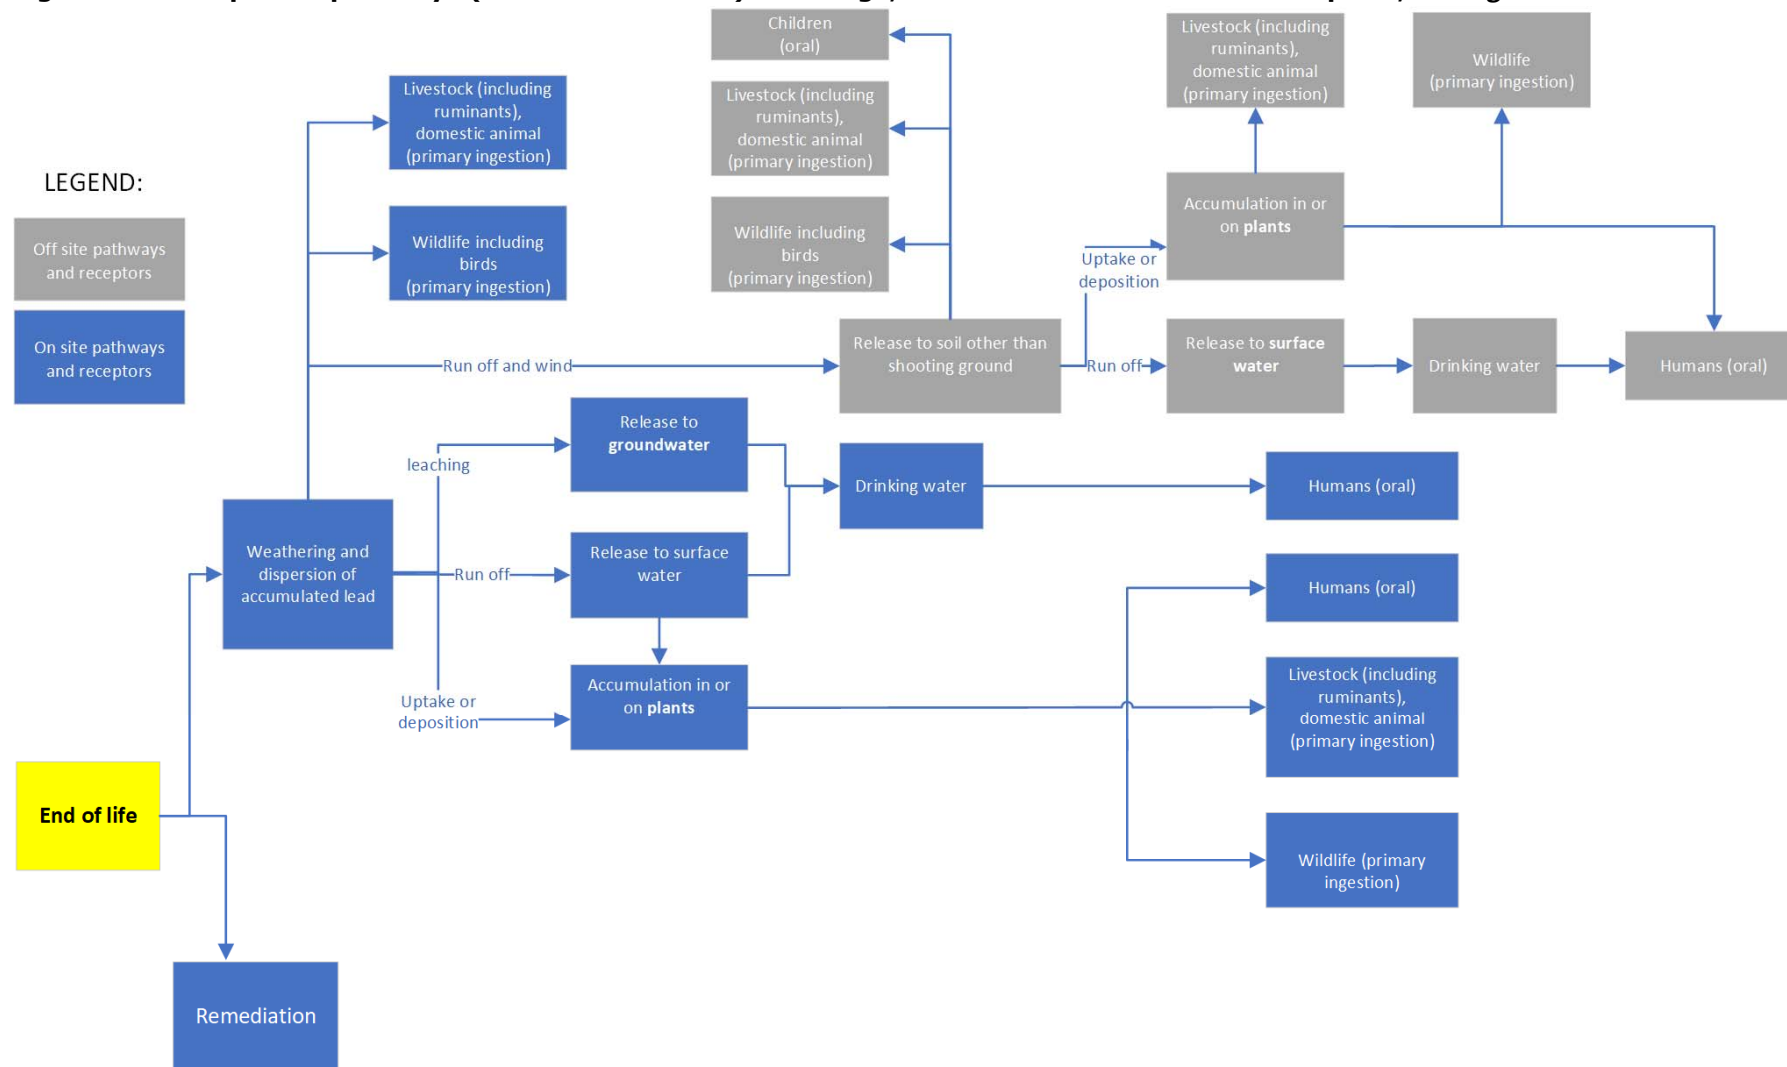 Children
(oral)
Livestock (including
ruminants),
domestic animal
(primary ingestion)
Wildlife
(primary ingestion)
Livestock (including
ruminants),
domestic animal
(primary ingestion)
Livestock (including
ruminants),
domestic animal
(primary ingestion)
LEGEND:
Off site pathways
and receptors
On site pathways
and receptors
Wildlife including
birds
(primary ingestion)
Wildlife including
birds
(primary ingestion)
Accumulation in or
on plants
Uptake or
deposition
Run off and wind
Release to soil other than
shooting ground
Run off
Release to surface
water
Drinking water
Humans (oral)
Release to
groundwater
leaching
Drinking water
Humans (oral)
Weathering and
dispersion of
accumulated lead
Run off
Release to surface
water
Humans (oral)
Uptake or
deposition
Accumulation in or
on plants
Livestock (including
ruminants),
domestic animal
(primary ingestion)
End of life
Wildlife (primary
ingestion)
Remediation